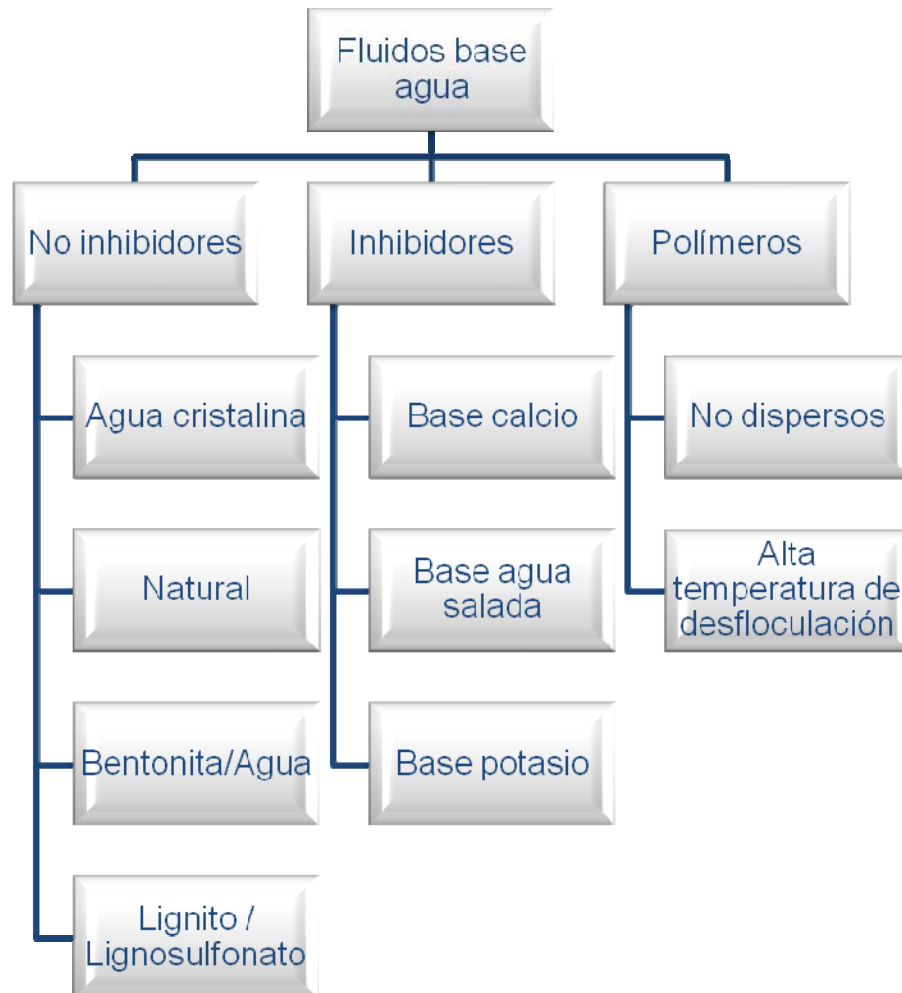 Fluidos base
agua
No inhibidores
Inhibidores
Polímeros
Agua cristalina
Base calcio
No dispersos
Natural
Base agua
salada
Alta
temperatura de
desfloculación
Bentonita/Agua
Base potasio
Lignito /
Lignosulfonato